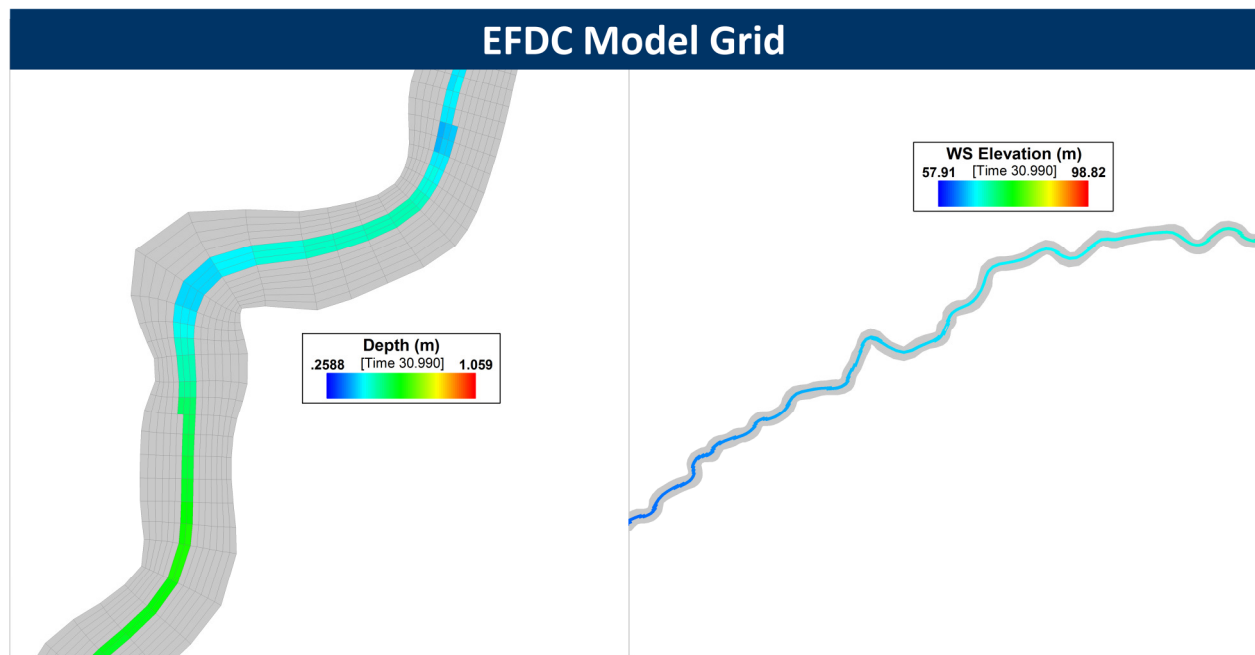 EFDC Model Grid
Depth (m)
.2588 [Time 30.990] 1.059
WS Elevation (m)
57.91 [Time 30.990] 98.82